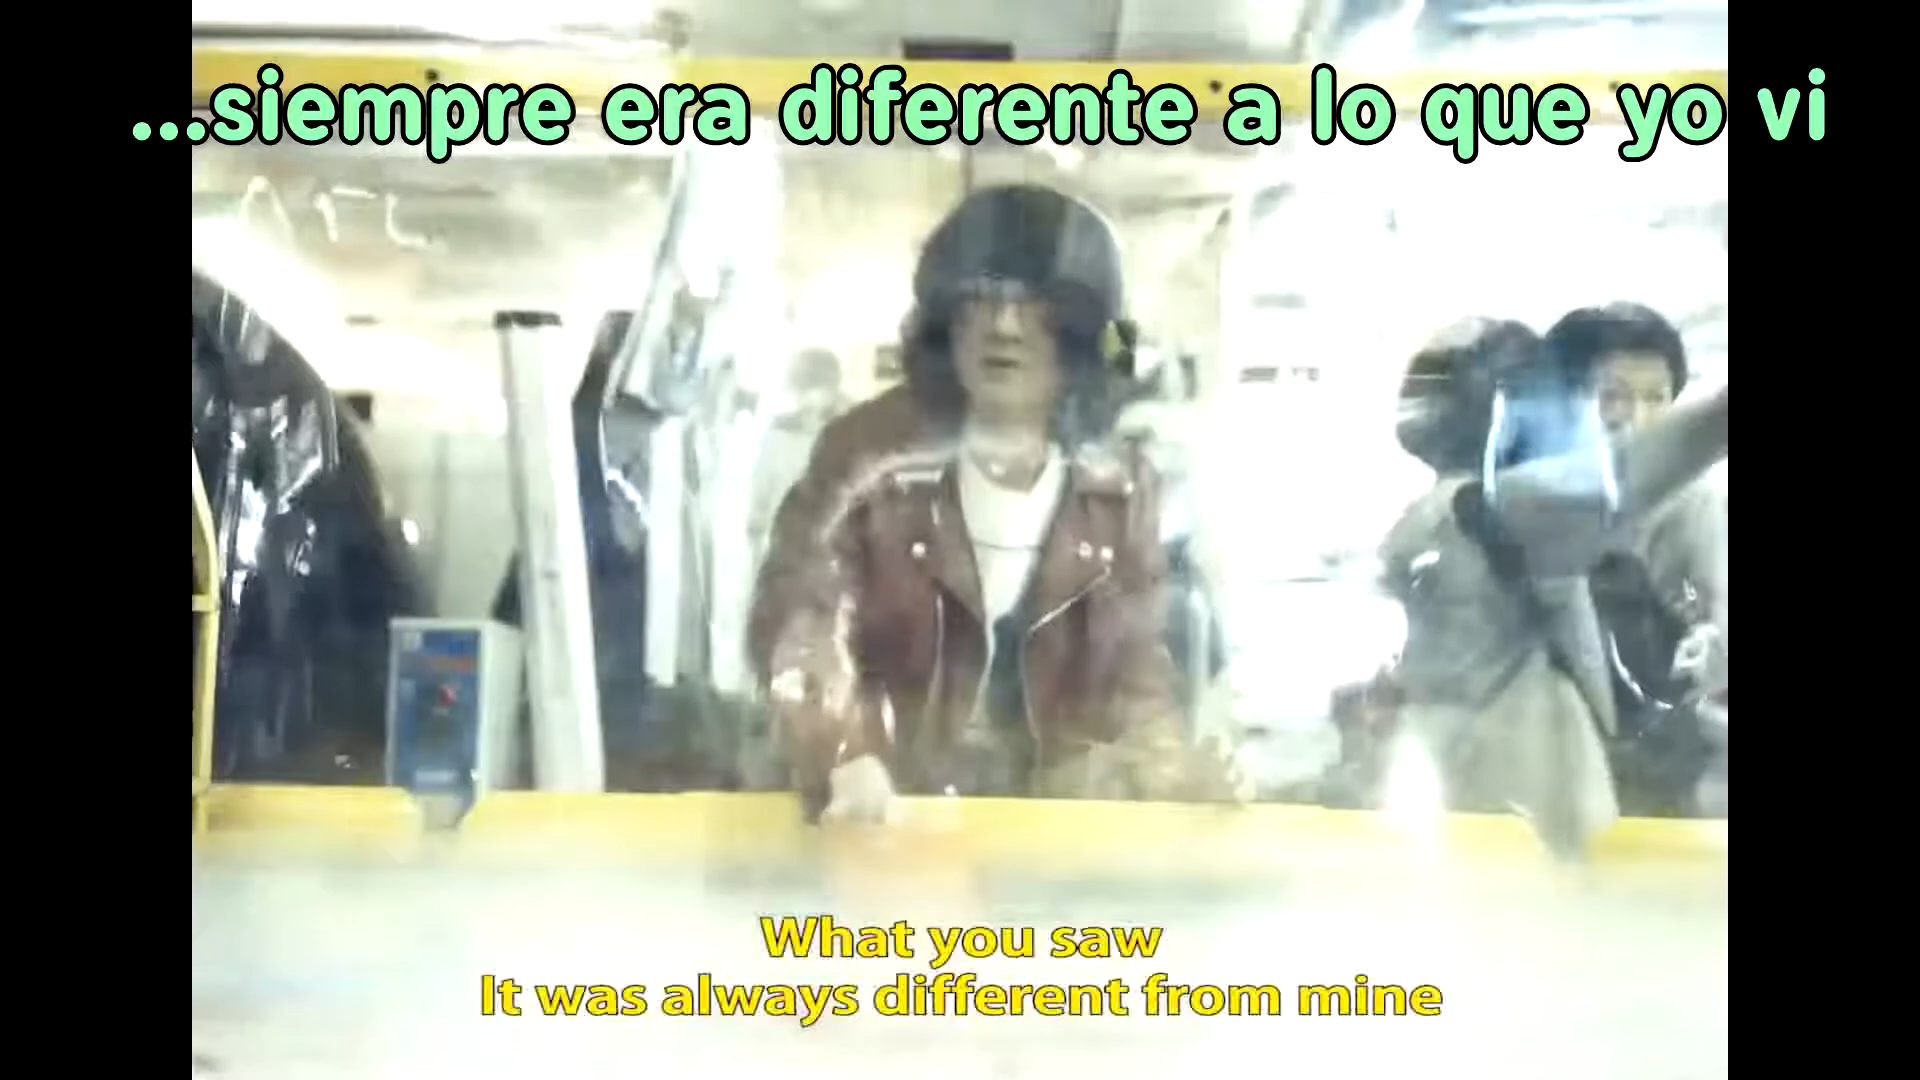 ...siempre era diferente a lo que yo vi
What you saw
It was always different from mine